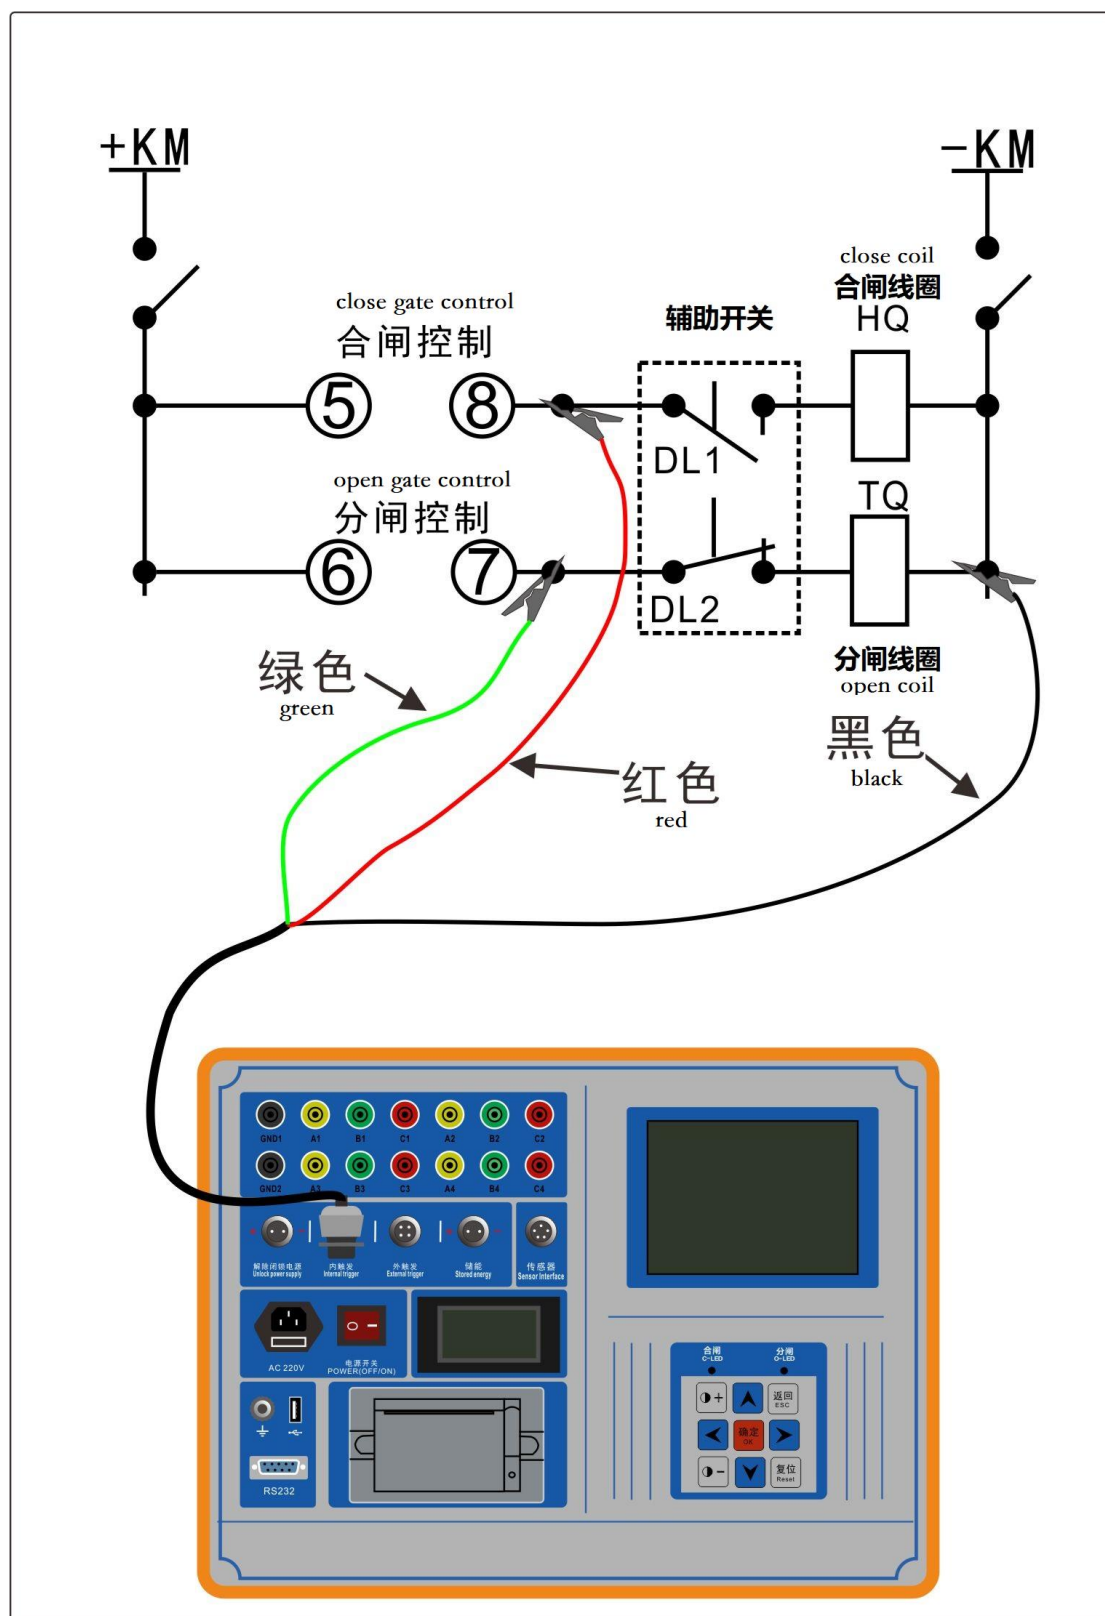 +KM
-KM
close coil
合闸线圈
HQ
close gate control
合闸控制
辅助开关
⑤
⑧
DL1
open gate control
分闸控制
TQ
⑥
⑦
DL2
分闸线圈
open coil
绿色
green
黑色
black
红色
red
GND1 A1 B1 C1 A2 B2 C2
GND2 A3 B3 C3 A4 B4 C4
解除闭锁电源
Unlock power supply
内触发
Internal trigger
外触发
External trigger
储能
Stored energy
传感器
Sensor Interface
AC 220V
O I
电源开关
POWER(OFF/ON)
合闸
C-LED
分闸
O-LED
+
返回
ESC
确定
OK
-
复位
Reset
RS232